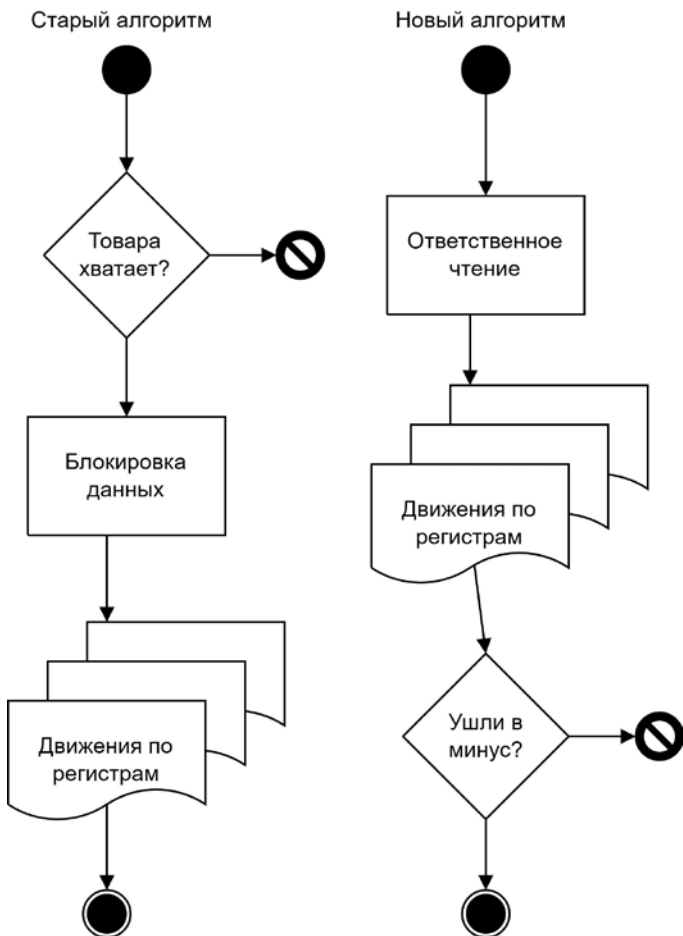 Старый алгоритм
Товара
хватает?
Блокировка
данных
Движения по
регистрам
Новый алгоритм
Ответственное
чтение
Движения по
регистрам
Ушли в
минус?